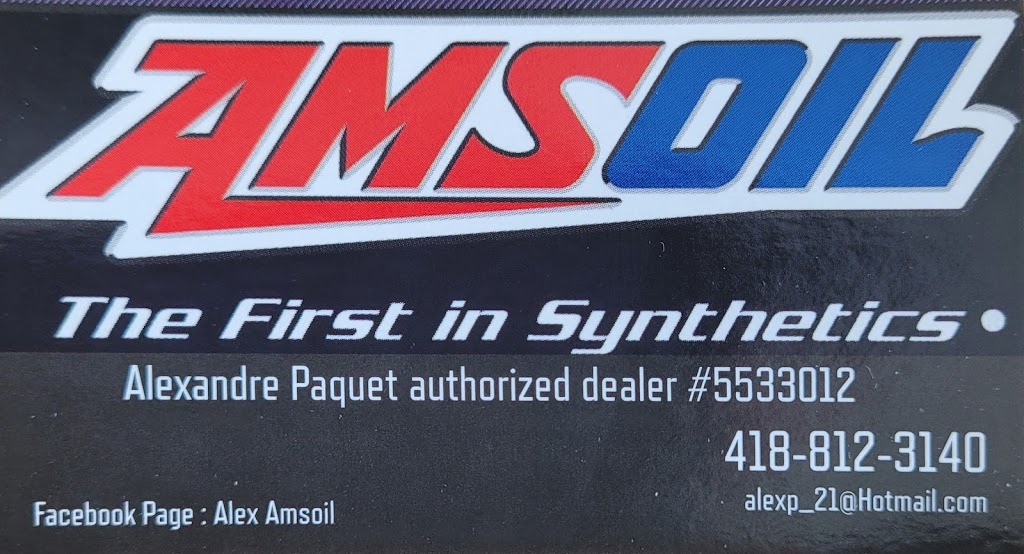 AMSOIL
The First in Synthetics •
Alexandre Paquet authorized dealer #5533012
418-812-3140
alexp_21@Hotmail.com
Facebook Page : Alex Amsoil